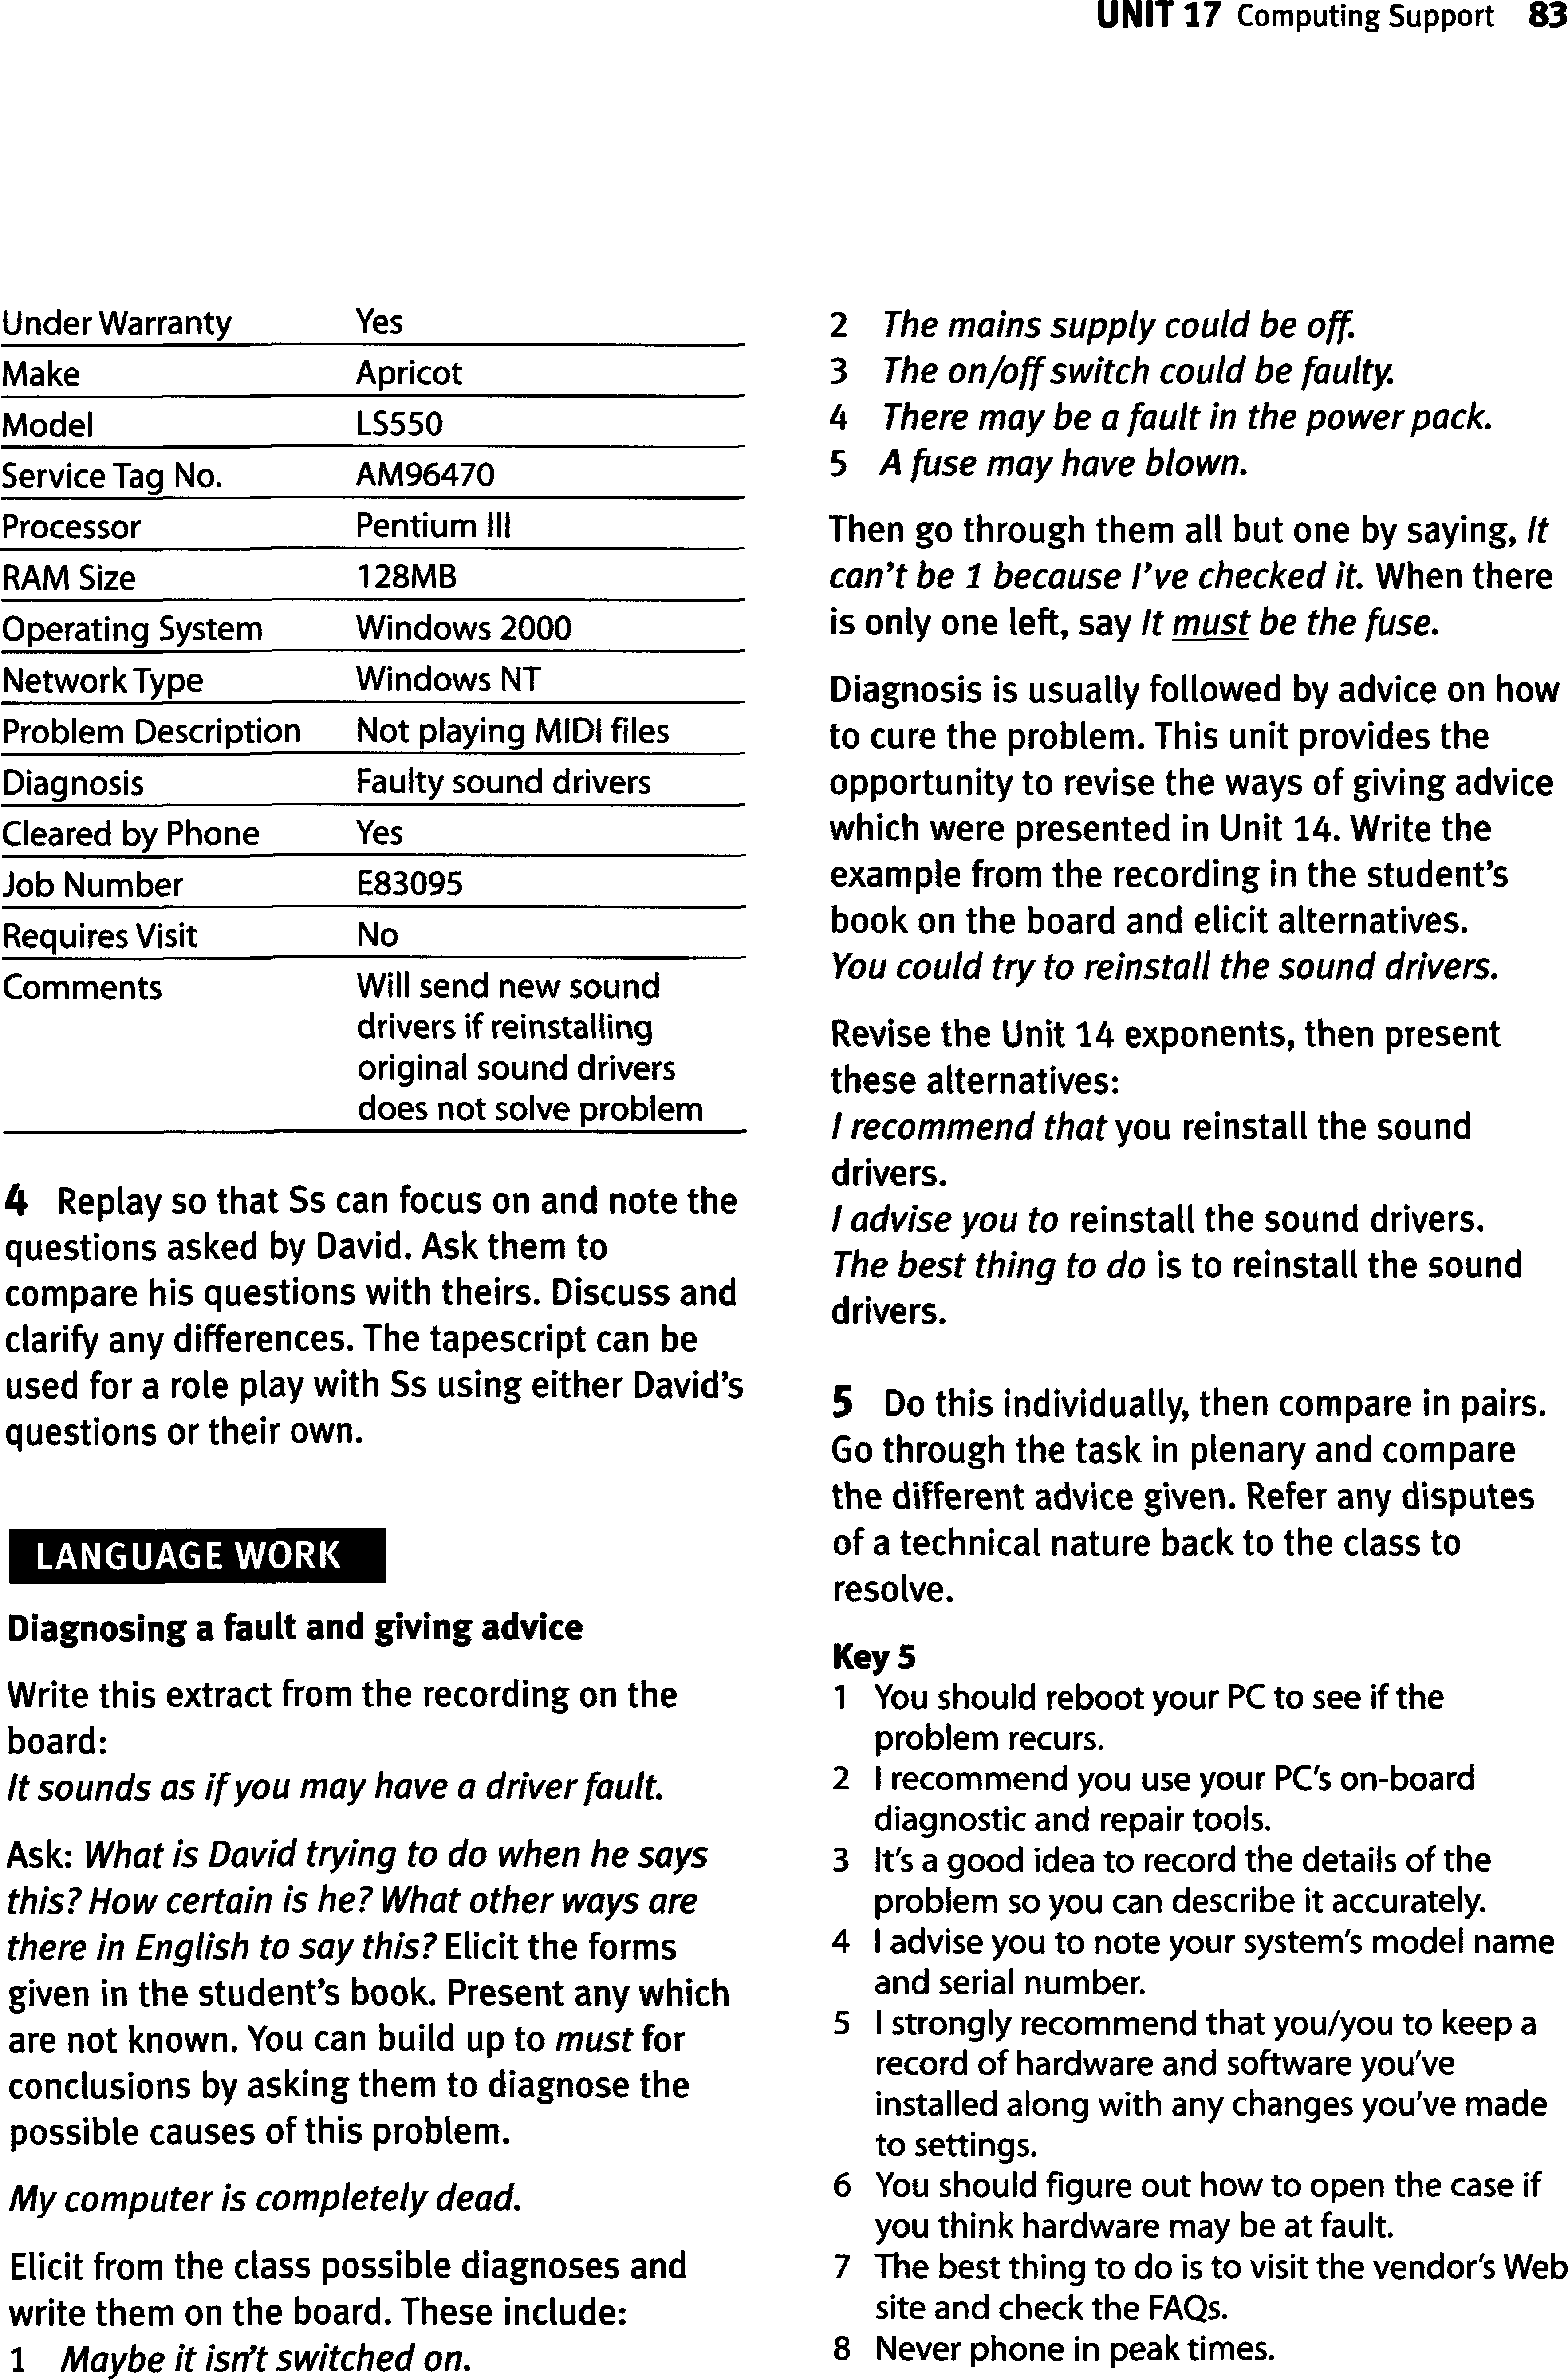 UNIT 17 Computing Support 83
Under Warranty Yes
Make Apricot
Model LS550
Service Tag No. AM96470
Processor Pentium III
RAM Size 128MB
Operating System Windows 2000
Network Type Windows NT
Problem Description Not playing MIDI files
Diagnosis Faulty sound drivers
Cleared by Phone Yes
Job Number E83095
Requires Visit No
Comments Will send new sound
drivers if reinstalling
original sound drivers
does not solve problem
4 Replay so that Ss can focus on and note the
questions asked by David. Ask them to
compare his questions with theirs. Discuss and
clarify any differences. The tapescript can be
used for a role play with Ss using either David's
questions or their own.
LANGUAGE WORK
Diagnosing a fault and giving advice
Write this extract from the recording on the
board:
It sounds as if you may have a driver fault.
Ask: What is David trying to do when he says
this? How certain is he? What other ways are
there in English to say this? Elicit the forms
given in the student's book. Present any which
are not known. You can build up to must for
conclusions by asking them to diagnose the
possible causes of this problem.
My computer is completely dead.
Elicit from the class possible diagnoses and
write them on the board. These include:
1 Maybe it isn't switched on.
2 The mains supply could be off.
3 The on/off switch could be faulty.
4 There may be a fault in the power pack.
5 A fuse may have blown.
Then go through them all but one by saying, It
can't be 1 because I've checked it. When there
is only one left, say It must be the fuse.
Diagnosis is usually followed by advice on how
to cure the problem. This unit provides the
opportunity to revise the ways of giving advice
which were presented in Unit 14. Write the
example from the recording in the student's
book on the board and elicit alternatives.
You could try to reinstall the sound drivers.
Revise the Unit 14 exponents, then present
these alternatives:
I recommend that you reinstall the sound
drivers.
I advise you to reinstall the sound drivers.
The best thing to do is to reinstall the sound
drivers.
5 Do this individually, then compare in pairs.
Go through the task in plenary and compare
the different advice given. Refer any disputes
of a technical nature back to the class to
resolve.
Key 5
1 You should reboot your PC to see if the
problem recurs.
2 I recommend you use your PC's on-board
diagnostic and repair tools.
3 It's a good idea to record the details of the
problem so you can describe it accurately.
4 I advise you to note your system's model name
and serial number.
5 I strongly recommend that you/you to keep a
record of hardware and software you've
installed along with any changes you've made
to settings.
6 You should figure out how to open the case if
you think hardware may be at fault.
7 The best thing to do is to visit the vendor's Web
site and check the FAQs.
8 Never phone in peak times.